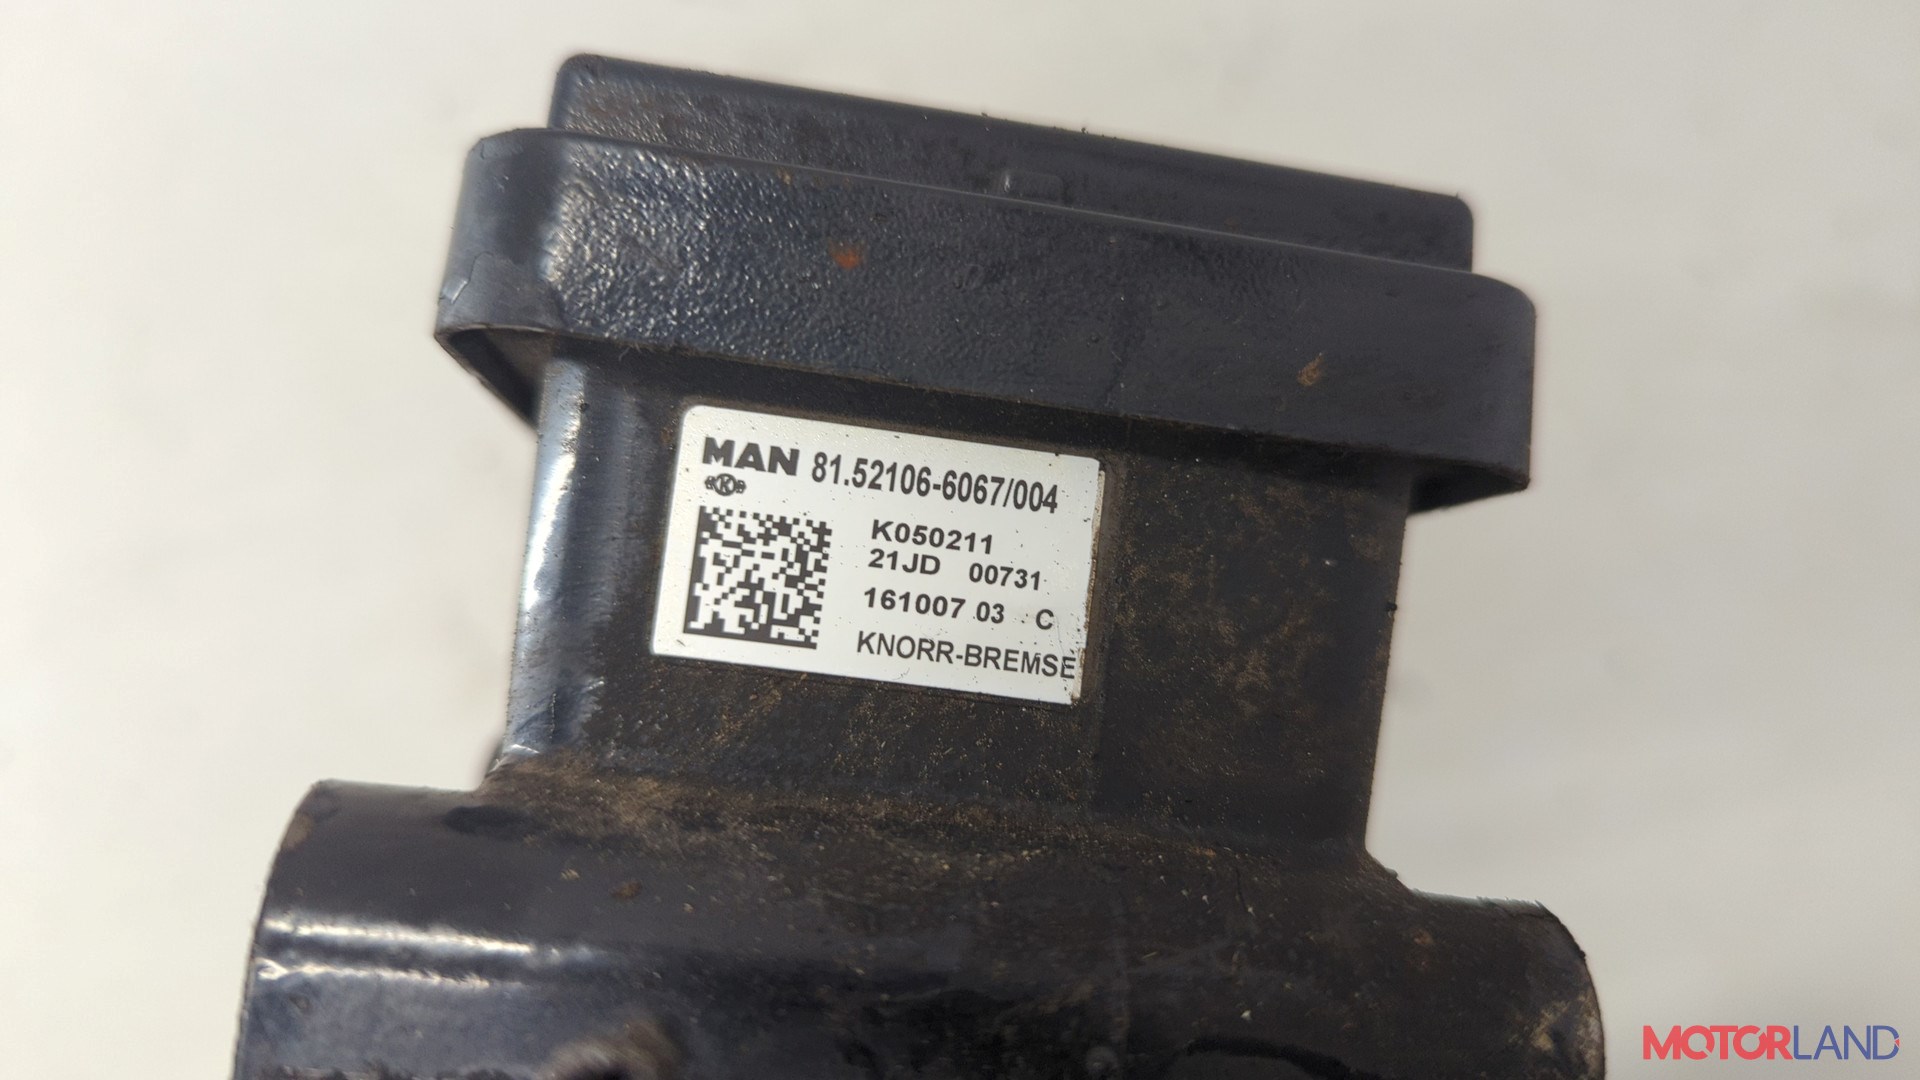 MAN 81.52106-6067/004
K050211
21JD 00731
161007 03 C
KNORR-BREMSE
MOTORLAND